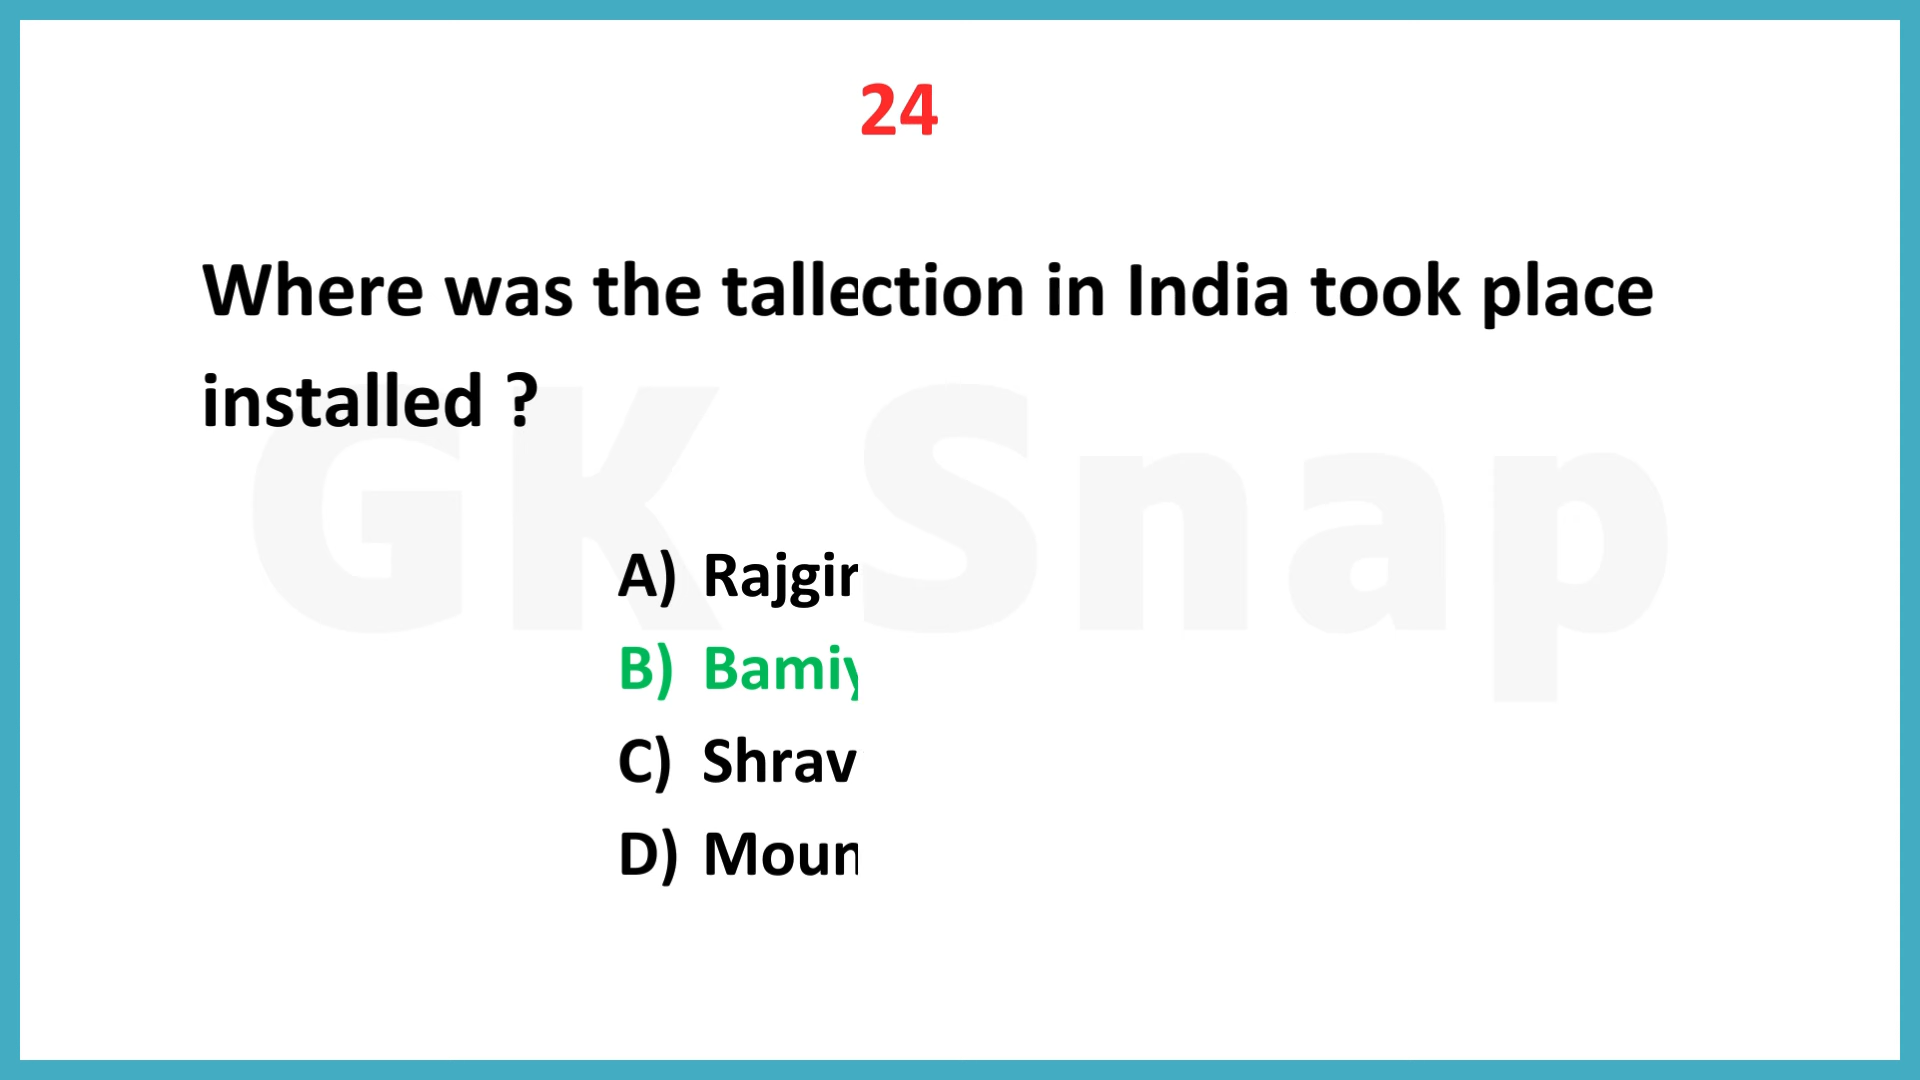 24
Where was the tallection in India took place
installed ?
GK Snap
A) Rajgir
B) Bamiy
C) Shrav
D) Moun